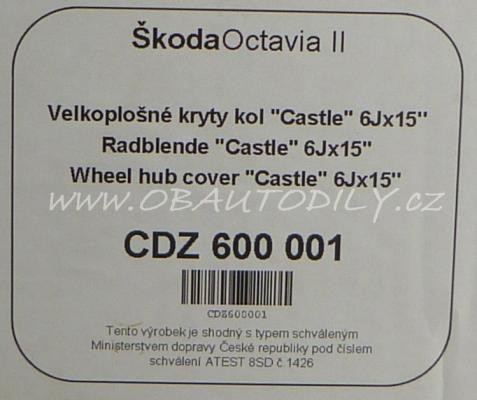 ŠkodaOctavia II
Velkoplošné kryty kol "Castle" 6Jx15"
Radblende "Castle" 6Jx15"
Wheel hub cover "Castle" 6Jx15"
www.OBAUTODILY.cz
CDZ 600 001
CDZ600001
Tento výrobek je shodný s typem schváleným
Ministerstvem dopravy České republiky pod číslem
schválení ATEST 8SD č 1426